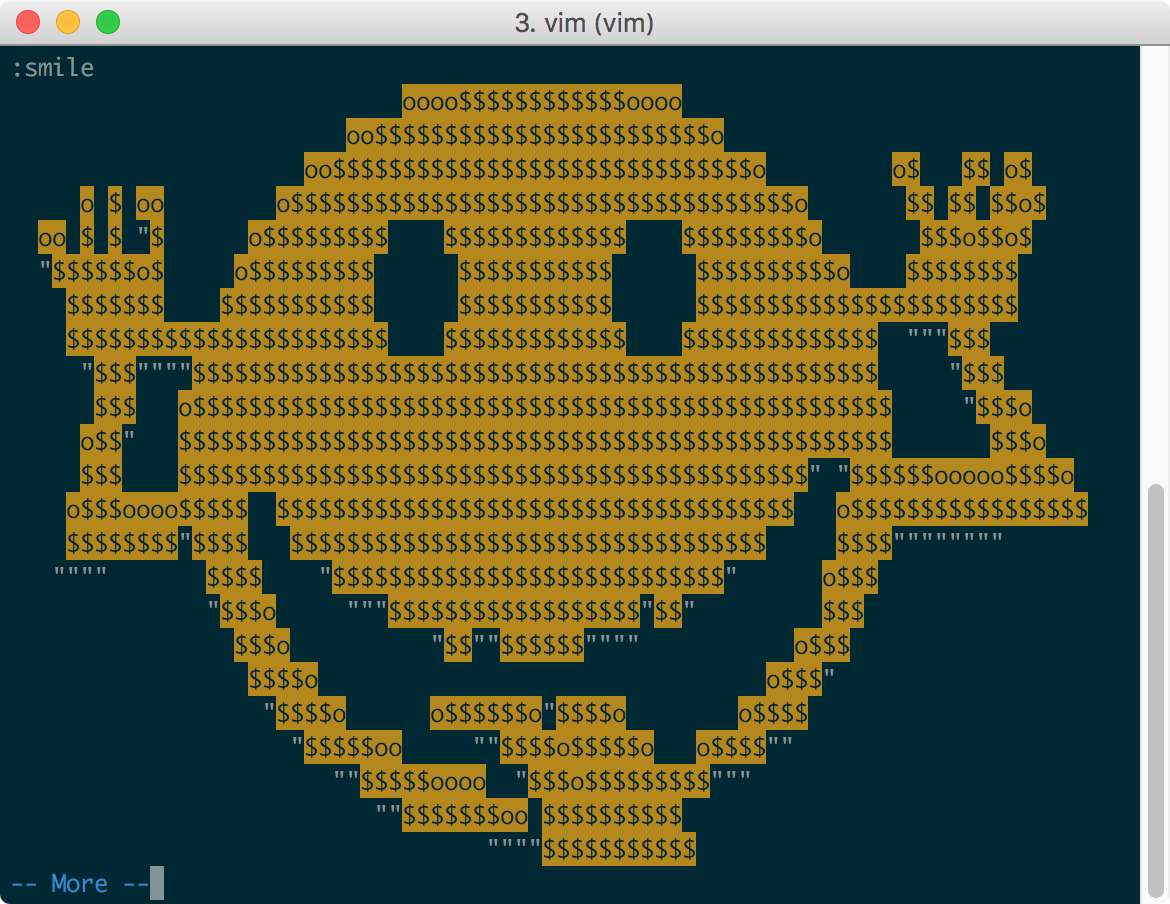 3. vim (vim)
:smile
                            oooo$$$$$$$$$$$$oooo
                        oo$$$$$$$$$$$$$$$$$$$$$$$$o
                     oo$$$$$$$$$$$$$$$$$$$$$$$$$$$$$$o         o$   $$ o$
     o $ oo        o$$$$$$$$$$$$$$$$$$$$$$$$$$$$$$$$$$$$o       $$ $$ $$o$
  oo $ $ "$      o$$$$$$$$$    $$$$$$$$$$$$$    $$$$$$$$$o       $$$o$$o$
  "$$$$$$o$     o$$$$$$$$$      $$$$$$$$$$$      $$$$$$$$$$o    $$$$$$$$
    $$$$$$$    $$$$$$$$$$$      $$$$$$$$$$$      $$$$$$$$$$$$$$$$$$$$$$$
    $$$$$$$$$$$$$$$$$$$$$$$    $$$$$$$$$$$$$    $$$$$$$$$$$$$$  """$$$
     "$$$""""$$$$$$$$$$$$$$$$$$$$$$$$$$$$$$$$$$$$$$$$$$$$$$$$$     "$$$
      $$$   o$$$$$$$$$$$$$$$$$$$$$$$$$$$$$$$$$$$$$$$$$$$$$$$$$$     "$$$o
     o$$"   $$$$$$$$$$$$$$$$$$$$$$$$$$$$$$$$$$$$$$$$$$$$$$$$$$$       $$$o
     $$$    $$$$$$$$$$$$$$$$$$$$$$$$$$$$$$$$$$$$$$$$$$$$$" "$$$$$$ooooo$$$$o
    o$$$oooo$$$$$  $$$$$$$$$$$$$$$$$$$$$$$$$$$$$$$$$$$$$   o$$$$$$$$$$$$$$$$$
    $$$$$$$$"$$$$   $$$$$$$$$$$$$$$$$$$$$$$$$$$$$$$$$$     $$$$""""""""
   """"       $$$$    "$$$$$$$$$$$$$$$$$$$$$$$$$$$$"      o$$$
              "$$$o     """$$$$$$$$$$$$$$$$$$"$$"         $$$
                $$$o          "$$""$$$$$$""""           o$$$
                 $$$$o                                o$$$"
                  "$$$$o      o$$$$$$o"$$$$o        o$$$$
                    "$$$$$oo     ""$$$$o$$$$$o   o$$$$""
                       ""$$$$$oooo  "$$$o$$$$$$$$$"""
                          ""$$$$$$$oo $$$$$$$$$$
                                  """"$$$$$$$$$$$
-- More --